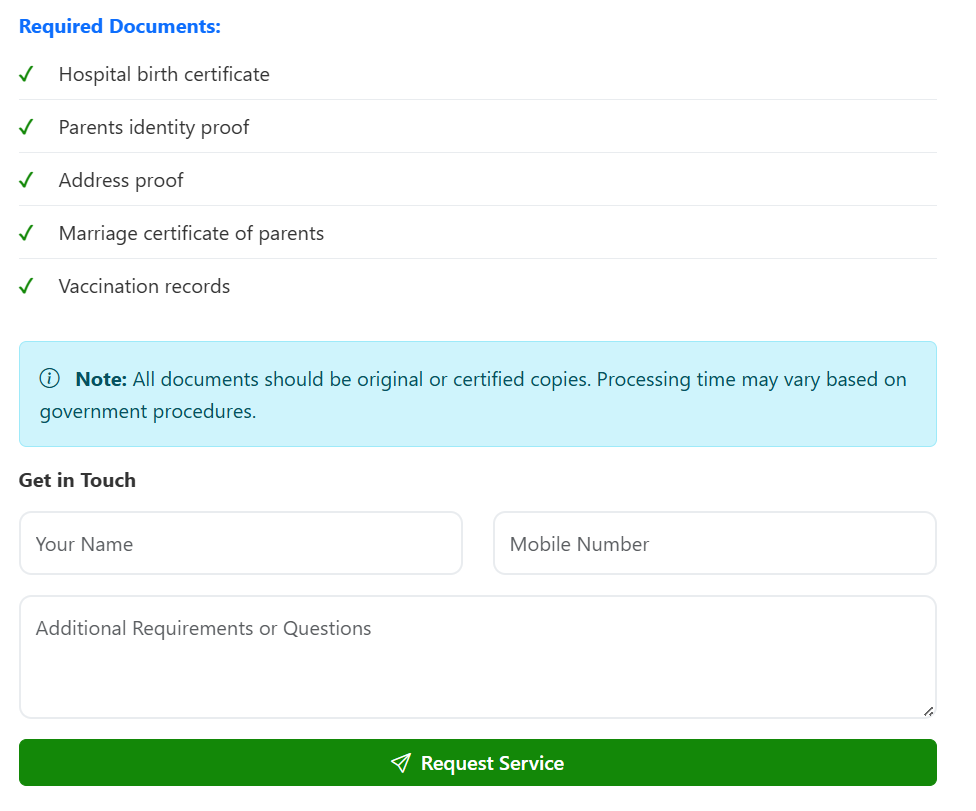 Required Documents:
Hospital birth certificate
Parents identity proof
Address proof
Marriage certificate of parents
Vaccination records
Note: All documents should be original or certified copies. Processing time may vary based on
government procedures.
Get in Touch
Your Name
Mobile Number
Additional Requirements or Questions
Request Service